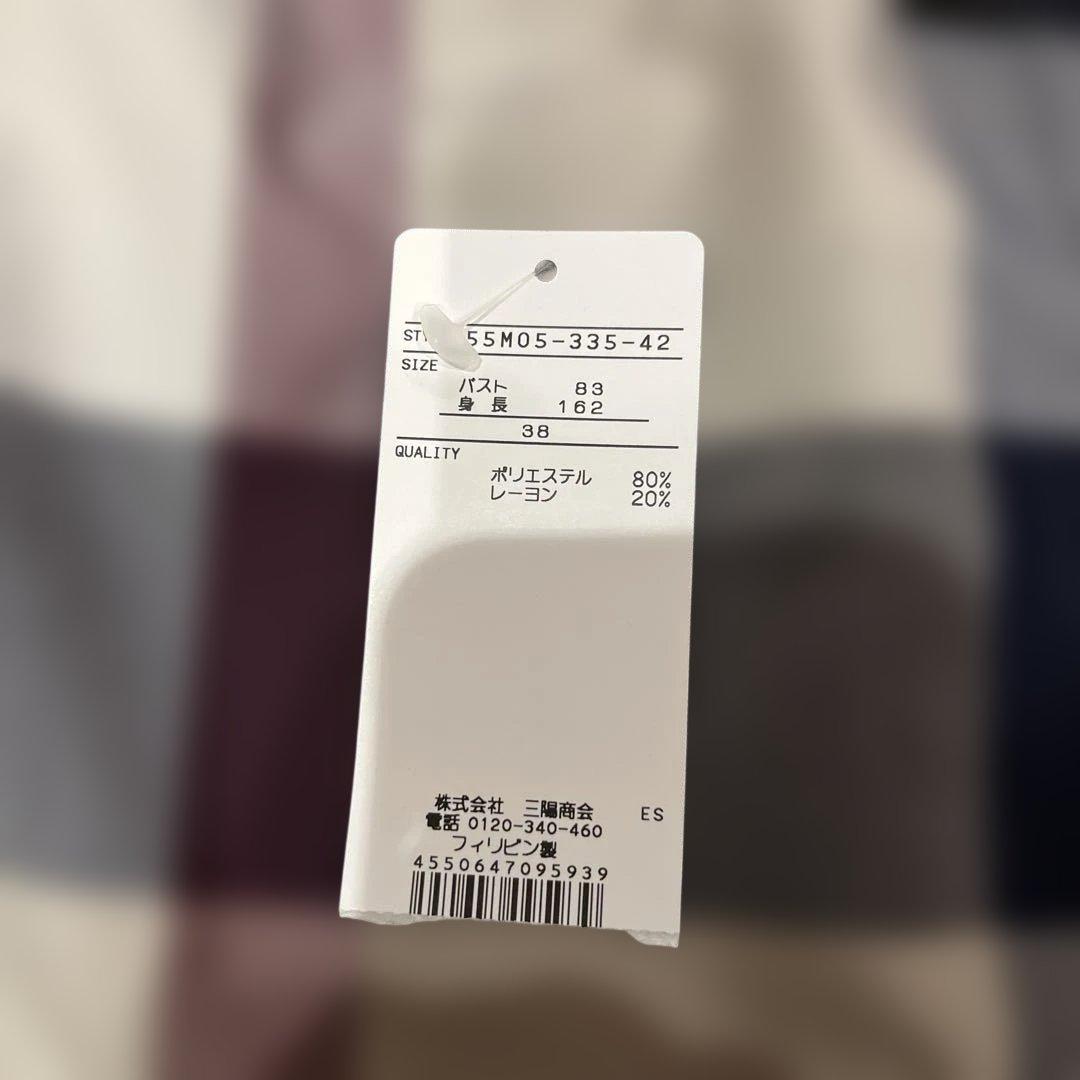 55M05-335-42
SIZE
バスト 83
身長 162
38
QUALITY
ポリエステル 80%
レーヨン 20%
株式会社 三陽商会 ES
電話 0120-340-460
フィリピン製
4550647095939